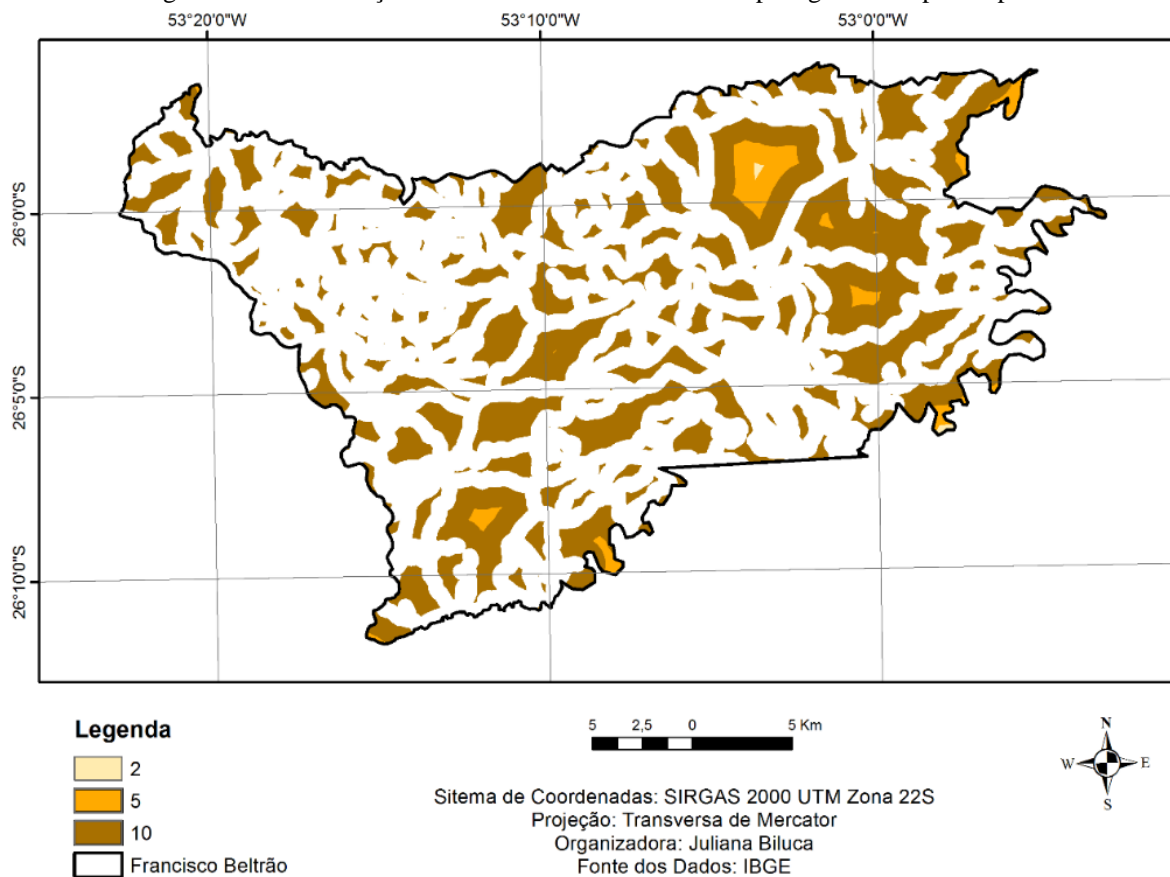 53°20'0"W 53°10'0"W 53°0'0"W
26°0'0"S
26°5'0"S
26°10'0"S
Legenda
2
5
10
Francisco Beltrão
5 2,5 0 5 Km
Sitema de Coordenadas: SIRGAS 2000 UTM Zona 22S
Projeção: Transversa de Mercator
Organizadora: Juliana Biluca
Fonte dos Dados: IBGE
N
W E
S